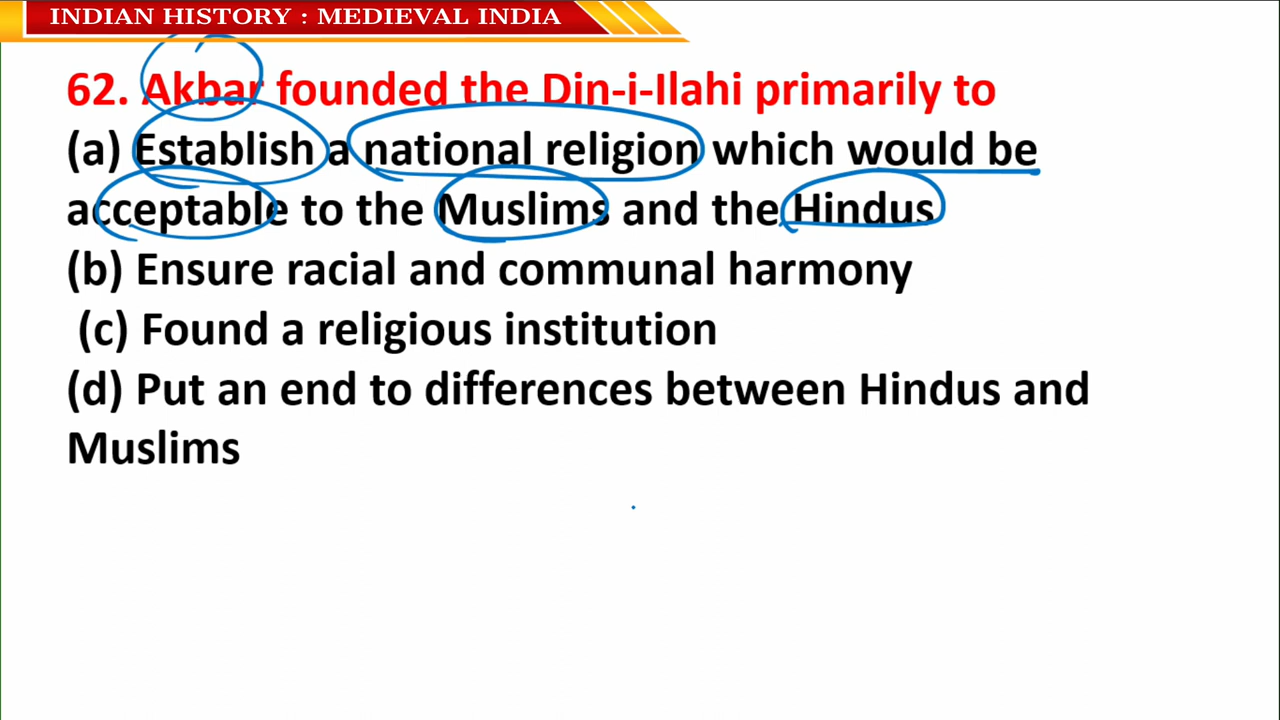 INDIAN HISTORY : MEDIEVAL INDIA
62. Akbar founded the Din-i-Ilahi primarily to
(a) Establish a national religion which would be
acceptable to the Muslims and the Hindus
(b) Ensure racial and communal harmony
(c) Found a religious institution
(d) Put an end to differences between Hindus and
Muslims